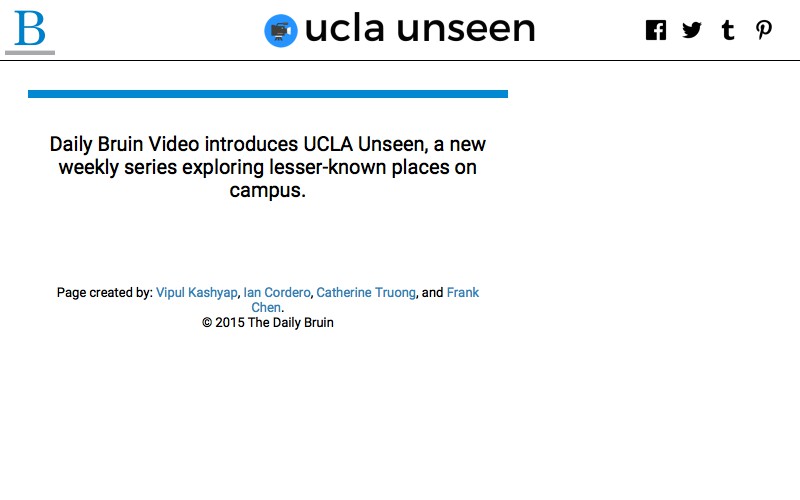 B
ucla unseen
Daily Bruin Video introduces UCLA Unseen, a new
weekly series exploring lesser-known places on
campus.
Page created by: Vipul Kashyap, Ian Cordero, Catherine Truong, and Frank
Chen.
© 2015 The Daily Bruin